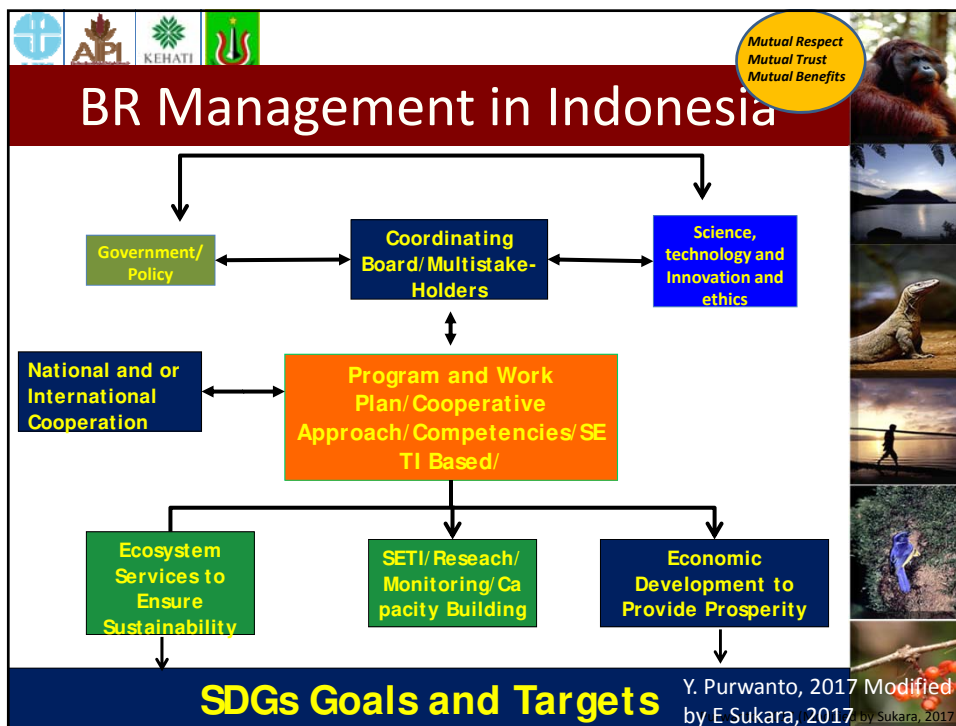 AIPI
KEHATI
Mutual Respect
Mutual Trust
Mutual Benefits
BR Management in Indonesia
Government/
Policy
Coordinating
Board/Multistake-
Holders
Science,
technology and
Innovation and
ethics
National and or
International
Cooperation
Program and Work
Plan/Cooperative
Approach/Competencies/SE
TI Based/
Ecosystem
Services to
Ensure
Sustainability
SETI/Reseach/
Monitoring/Ca
pacity Building
Economic
Development to
Provide Prosperity
SDGs Goals and Targets
Y. Purwanto, 2017 Modified
by E Sukara, 2017
by Sukara, 2017